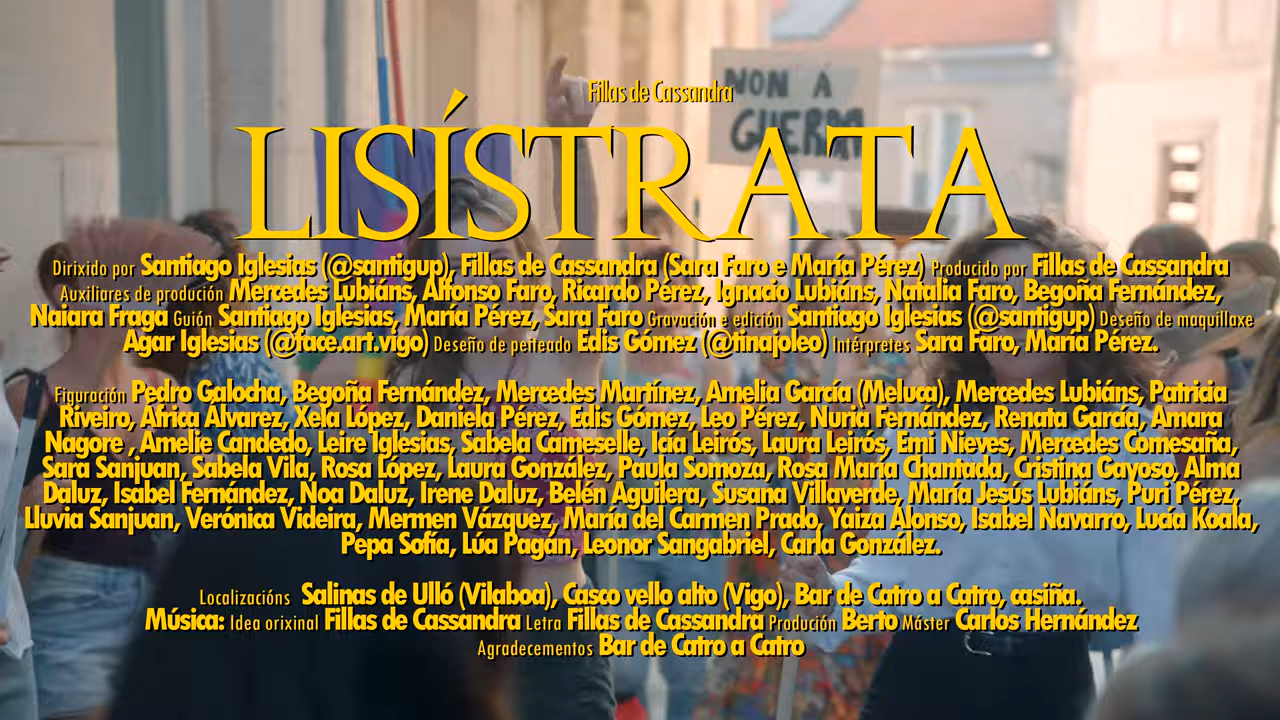 NON Á
GUERRA
Fillas de Cassandra
LISÍSTRATA
Dirixido por Santiago Iglesias (@santigup), Fillas de Cassandra (Sara Faro e María Pérez) Producido por Fillas de Cassandra
Auxiliares de produción Mercedes Lubiáns, Alfonso Faro, Ricardo Pérez, Ignacio Lubiáns, Natalia Faro, Begoña Fernández,
Naiara Fraga Guión Santiago Iglesias, María Pérez, Sara Faro Gravación e edición Santiago Iglesias (@santigup) Deseño de maquillaxe
Agar Iglesias (@face.art.vigo) Deseño de peiteado Edis Gómez (@tinajoleo) Intérpretes Sara Faro, María Pérez.
Figuración Pedro Galocha, Begoña Fernández, Mercedes Martínez, Amelia García (Meluca), Mercedes Lubiáns, Patricia
Riveiro, África Álvarez, Xela López, Daniela Pérez, Edis Gómez, Leo Pérez, Nuria Fernández, Renata García, Amara
Nagore , Amelie Candedo, Leire Iglesias, Sabela Cameselle, Icía Leirós, Laura Leirós, Emi Nieves, Mercedes Comesaña,
Sara Sanjuan, Sabela Vila, Rosa López, Laura González, Paula Somoza, Rosa María Chantada, Cristina Gayoso, Alma
Daluz, Isabel Fernández, Noa Daluz, Irene Daluz, Belén Aguilera, Susana Villaverde, María Jesús Lubiáns, Puri Pérez,
Lluvia Sanjuan, Verónica Videira, Mermen Vázquez, María del Carmen Prado, Yaiza Alonso, Isabel Navarro, Lucía Koala,
Pepa Sofía, Lúa Pagán, Leonor Sangabriel, Carla González.
Localizacións Salinas de Ulló (Vilaboa), Casco vello alto (Vigo), Bar de Catro a Catro, casiña.
Música: Idea orixinal Fillas de Cassandra Letra Fillas de Cassandra Produción Berto Máster Carlos Hernández
Agradecementos Bar de Catro a Catro